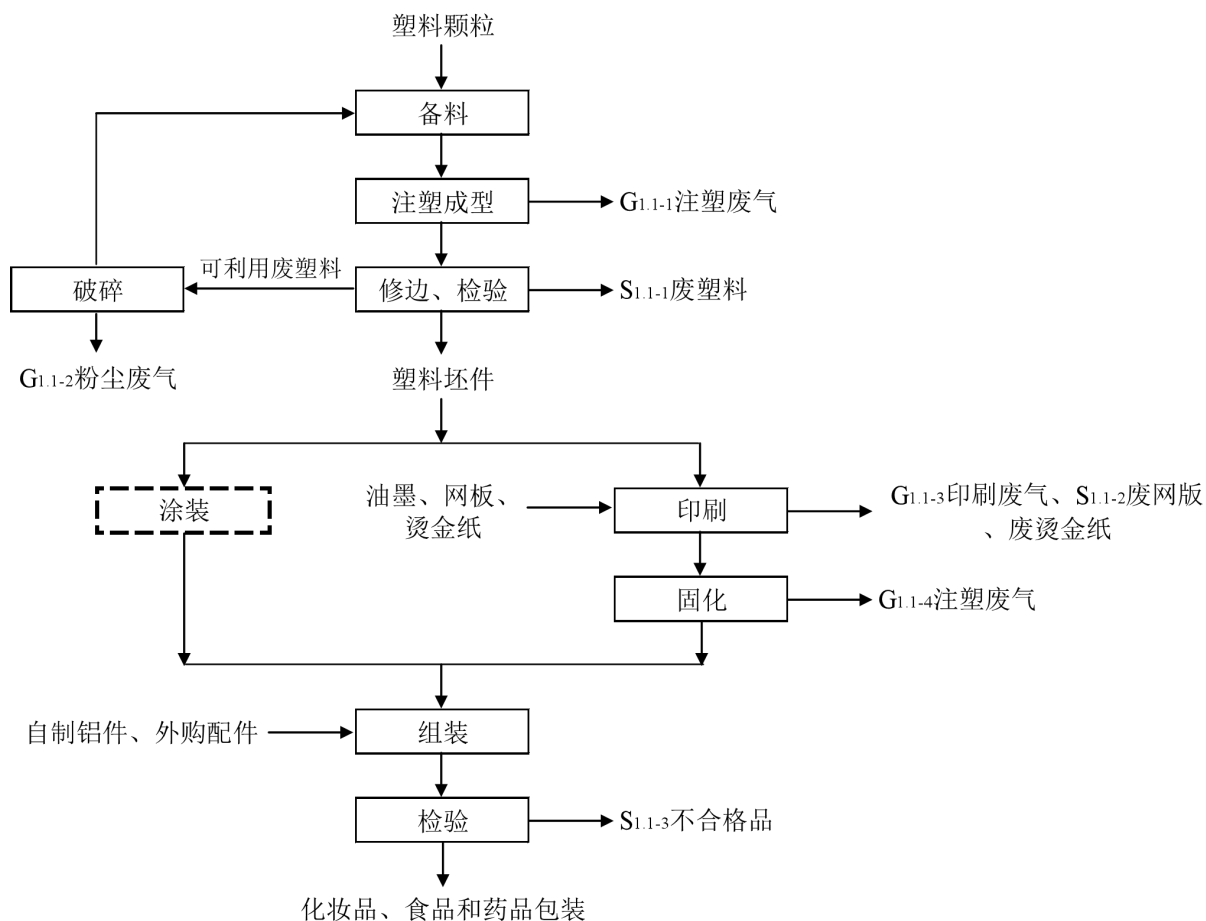 塑料颗粒
备料
注塑成型
G1.1-1注塑废气
可利用废塑料
破碎
修边、检验
S1.1-1废塑料
G1.1-2粉尘废气
塑料坯件
涂装
油墨、网板、
烫金纸
印刷
G1.1-3印刷废气、S1.1-2废网版
、废烫金纸
固化
G1.1-4注塑废气
自制铝件、外购配件
组装
检验
S1.1-3不合格品
化妆品、食品和药品包装